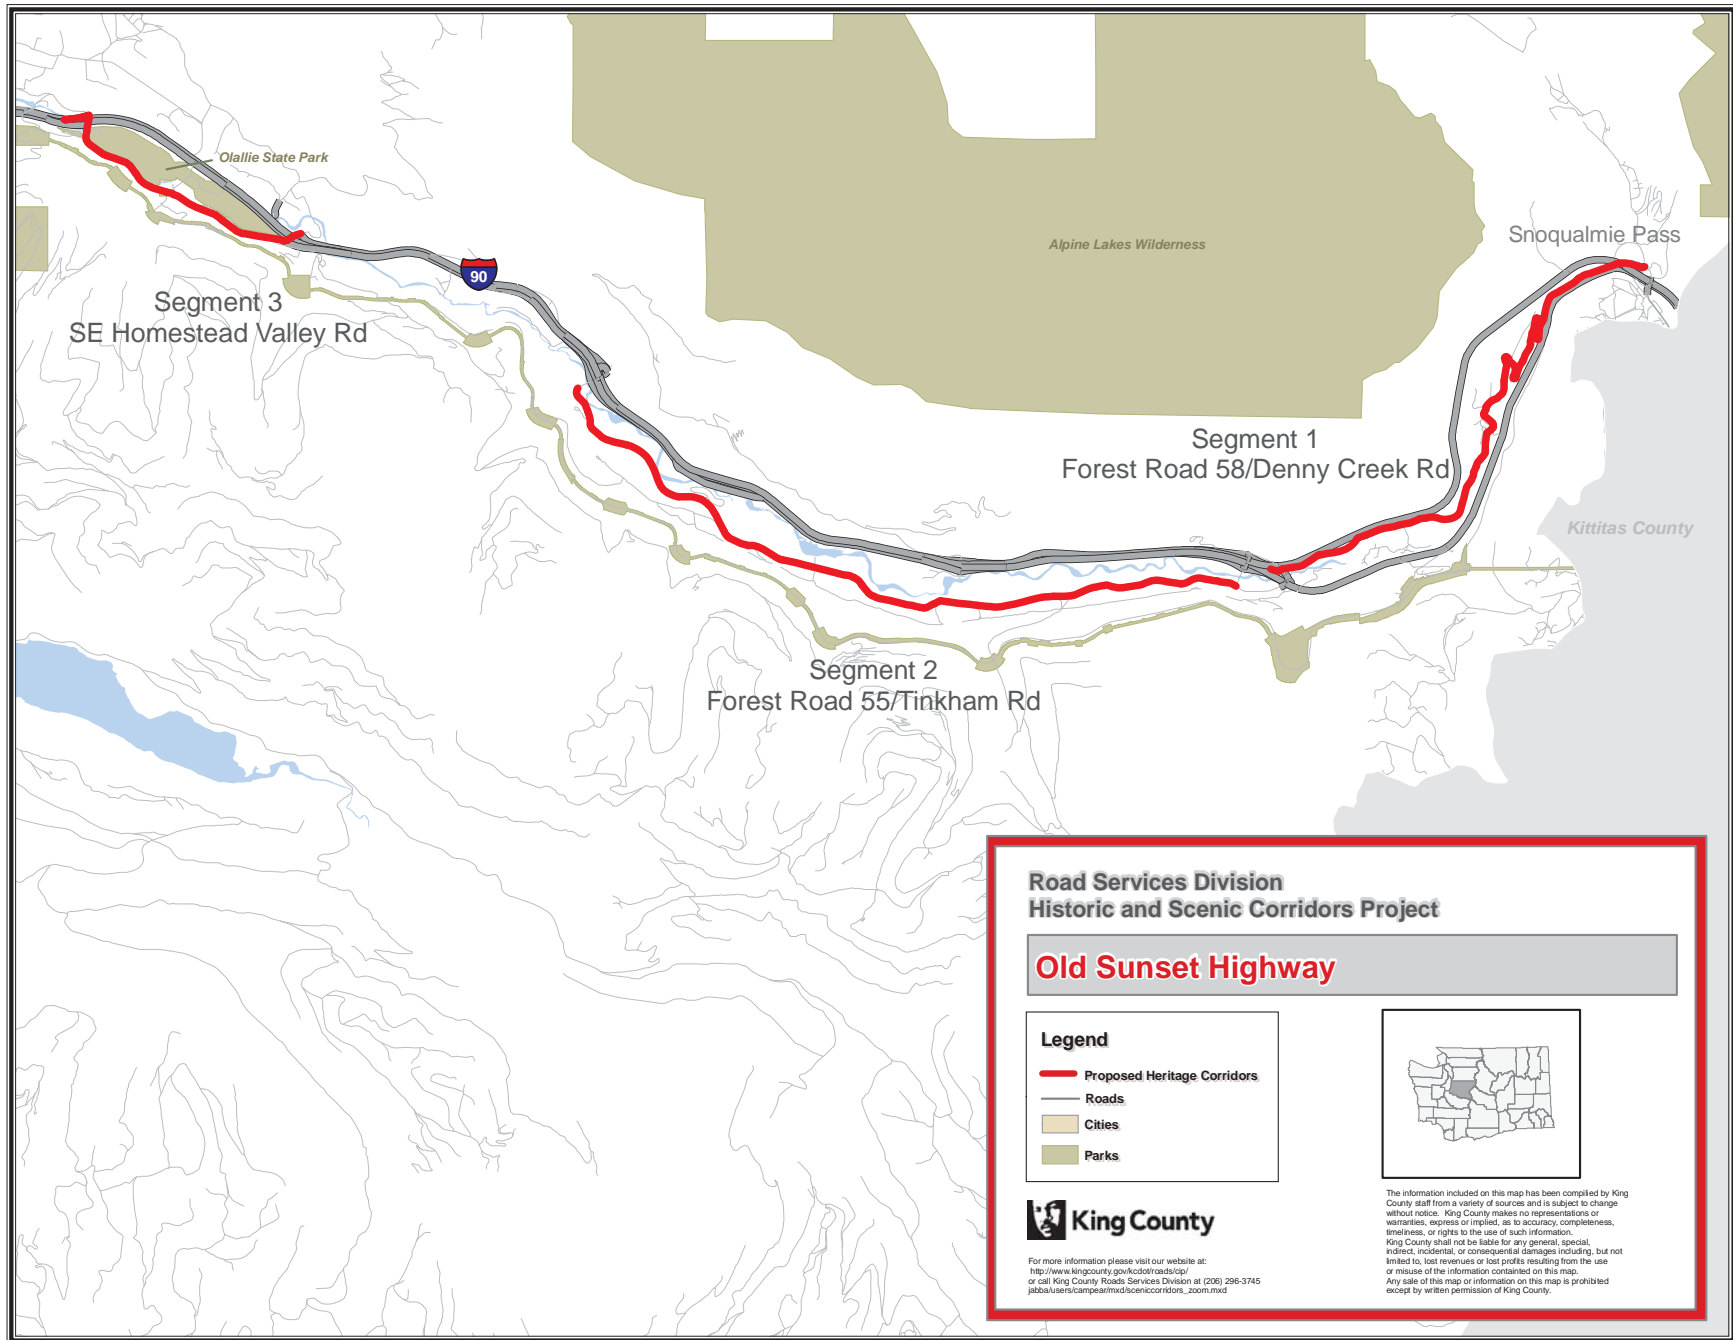 Olallie State Park
Snoqualmie Pass
Alpine Lakes Wilderness
90
Segment 3
SE Homestead Valley Rd
Segment 1
Forest Road 58/Denny Creek Rd
Kittitas County
Segment 2
Forest Road 55/Tinkham Rd
Road Services Division
Historic and Scenic Corridors Project
Old Sunset Highway
Legend
Proposed Heritage Corridors
Roads
Cities
Parks
King County
For more information please visit our website at:
http://www.kingcounty.gov/kcdot/roads/cip/
or call King County Roads Services Division at (206) 296-3745
jabba/users/campear/mxd/sceniccorridors_zoom.mxd
The information included on this map has been compilied by King
County staff from a variety of sources and is subject to change
without notice. King County makes no representations or
warranties, express or implied, as to accuracy, completeness,
timeliness, or rights to the use of such information.
King County shall not be liable for any general, special,
indirect, incidental, or consequential damages including, but not
limited to, lost revenues or lost profits resulting from the use
or misuse of the information containted on this map.
Any sale of this map or information on this map is prohibited
except by written permission of King County.